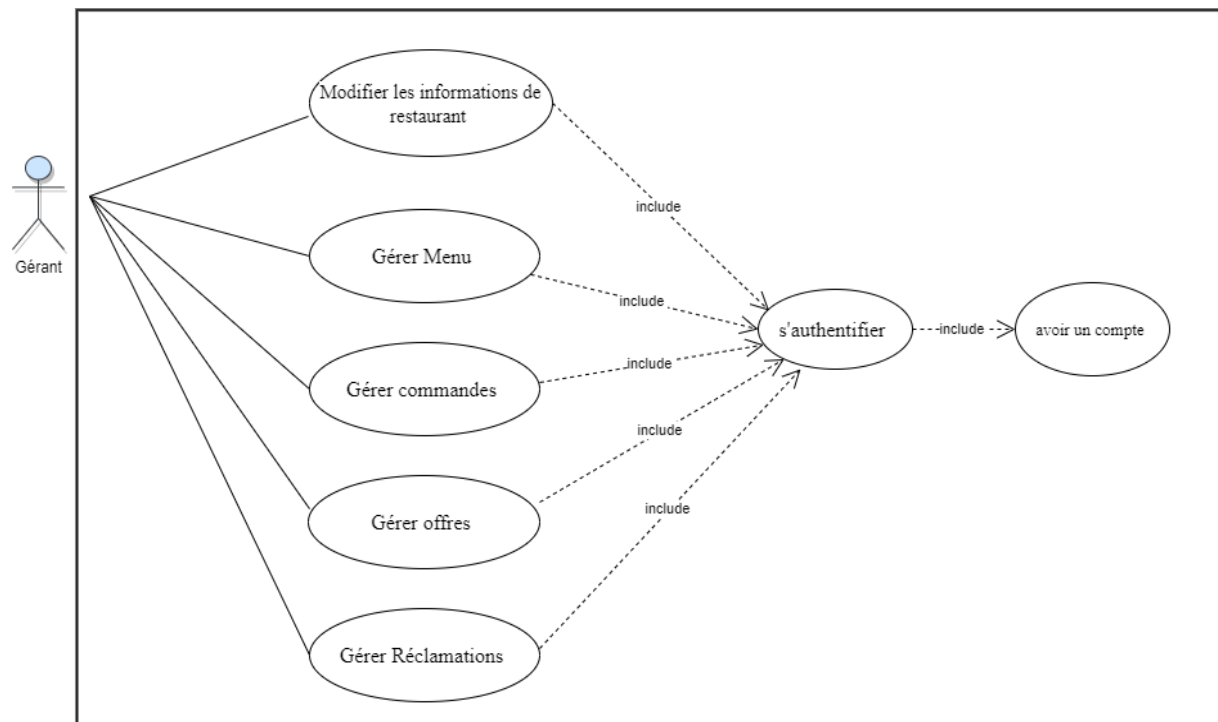 Modifier les informations de
restaurant
include
Gérant
Gérer Menu
include
s'authentifier
include
avoir un compte
include
Gérer commandes
include
Gérer offres
include
Gérer Réclamations